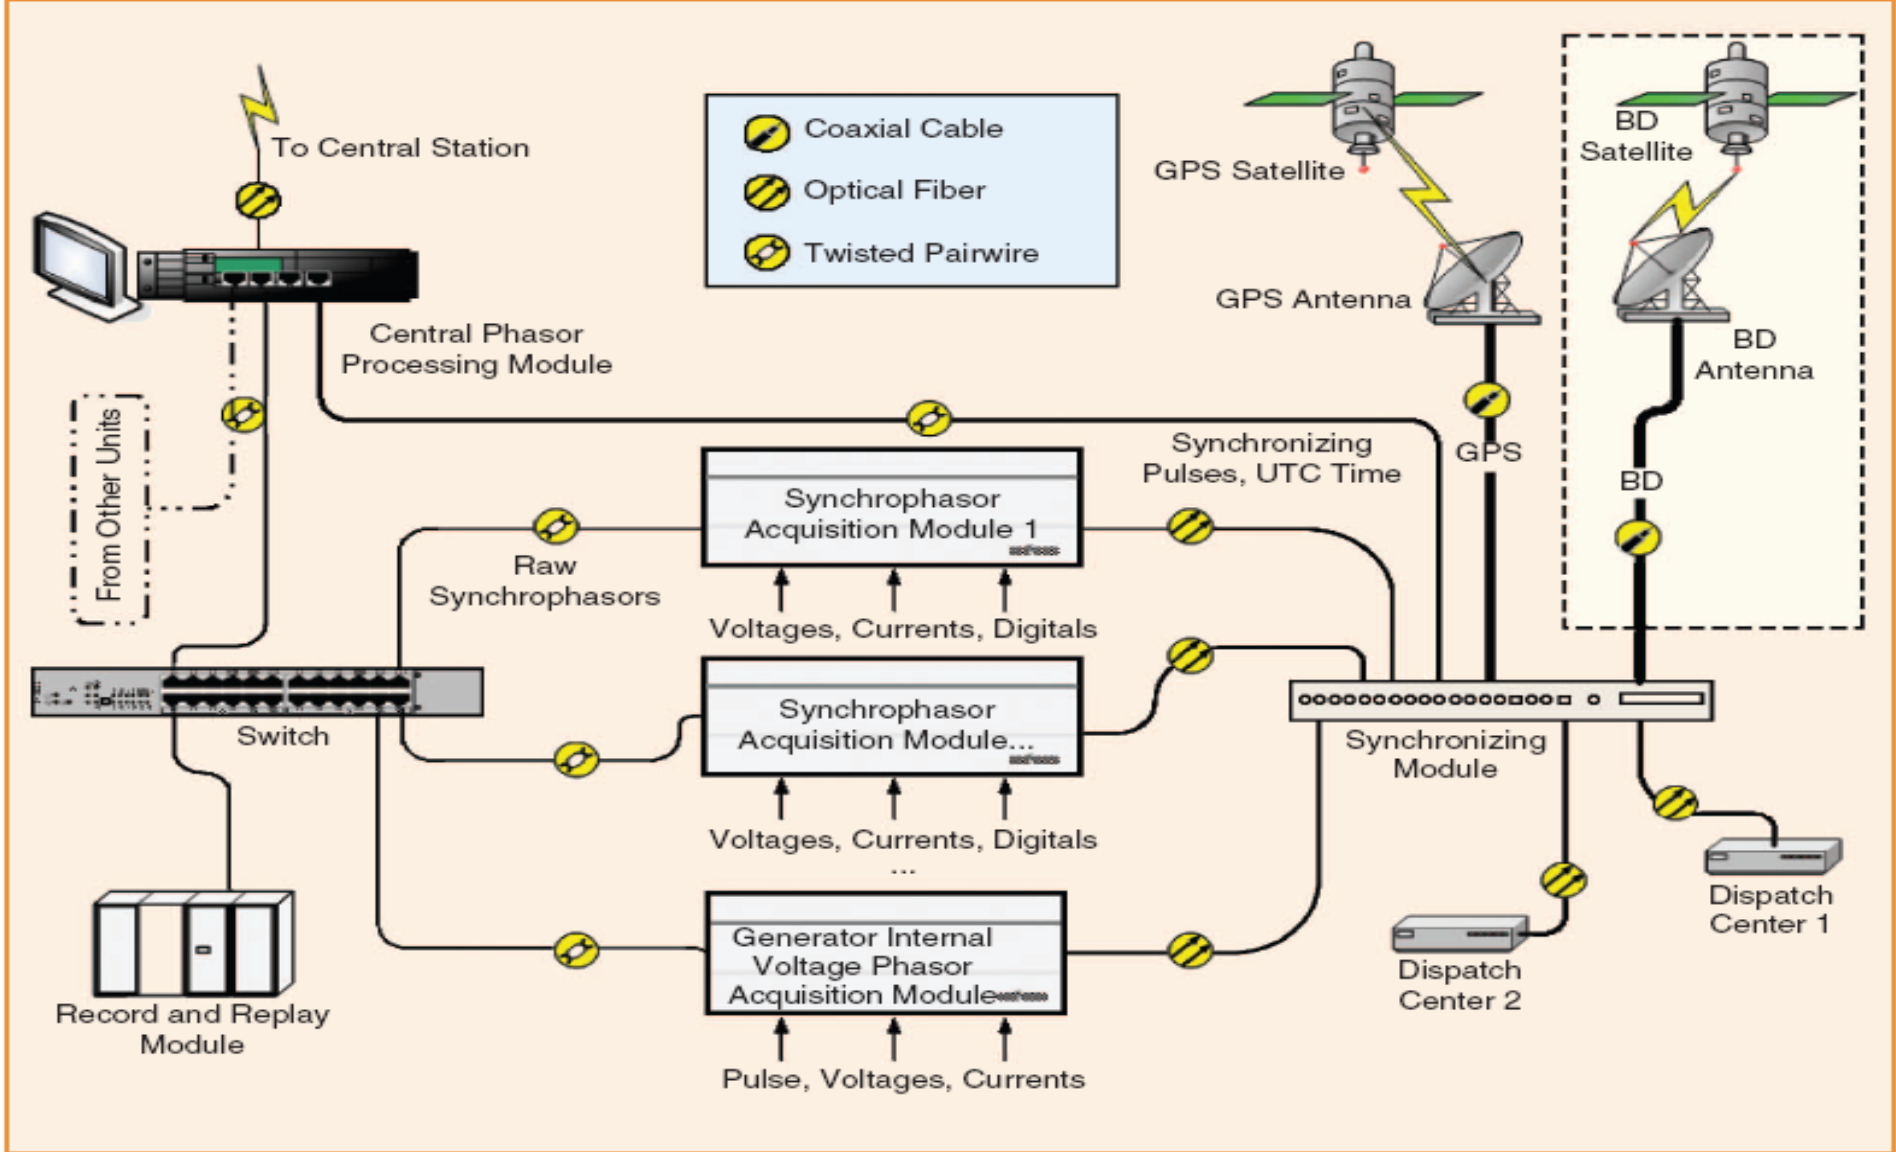 To Central Station
Coaxial Cable
Optical Fiber
Twisted Pairwire
GPS Satellite
BD
Satellite
GPS Antenna
BD
Antenna
Central Phasor
Processing Module
From Other Units
Synchronizing
Pulses, UTC Time
GPS
BD
Synchrophasor
Acquisition Module 1
Raw
Synchrophasors
Voltages, Currents, Digitals
Switch
Synchrophasor
Acquisition Module...
Synchronizing
Module
Voltages, Currents, Digitals
...
Dispatch
Center 1
Generator Internal
Voltage Phasor
Acquisition Module
Dispatch
Center 2
Record and Replay
Module
Pulse, Voltages, Currents